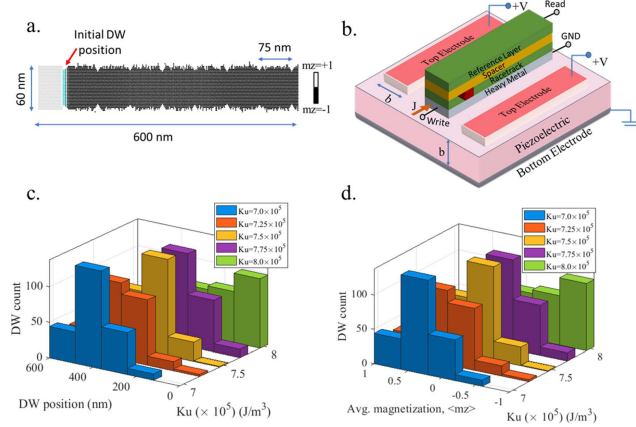 a.
Initial DW
position
75 nm
mz=+1
60 nm
mz=-1
600 nm
b.
Read
+V
GND
Top Electrode
Reference Layer
Spacer
Racetrack
Heavy Metal
+V
b
J
Write
Top Electrode
b
Piezoelectric
Bottom Electrode
c.
Ku=7.0×10⁵
Ku=7.25×10⁵
Ku=7.5×10⁵
Ku=7.75×10⁵
Ku=8.0×10⁵
DW count
100
50
0
600
400
200
0
7
7.5
8
DW position (nm)
Ku (× 10⁵) (J/m³)
d.
Ku=7.0×10⁵
Ku=7.25×10⁵
Ku=7.5×10⁵
Ku=7.75×10⁵
Ku=8.0×10⁵
DW count
100
50
0
1
0.5
0
-0.5
-1
7
7.5
8
Avg. magnetization, <mz>
Ku (× 10⁵) (J/m³)